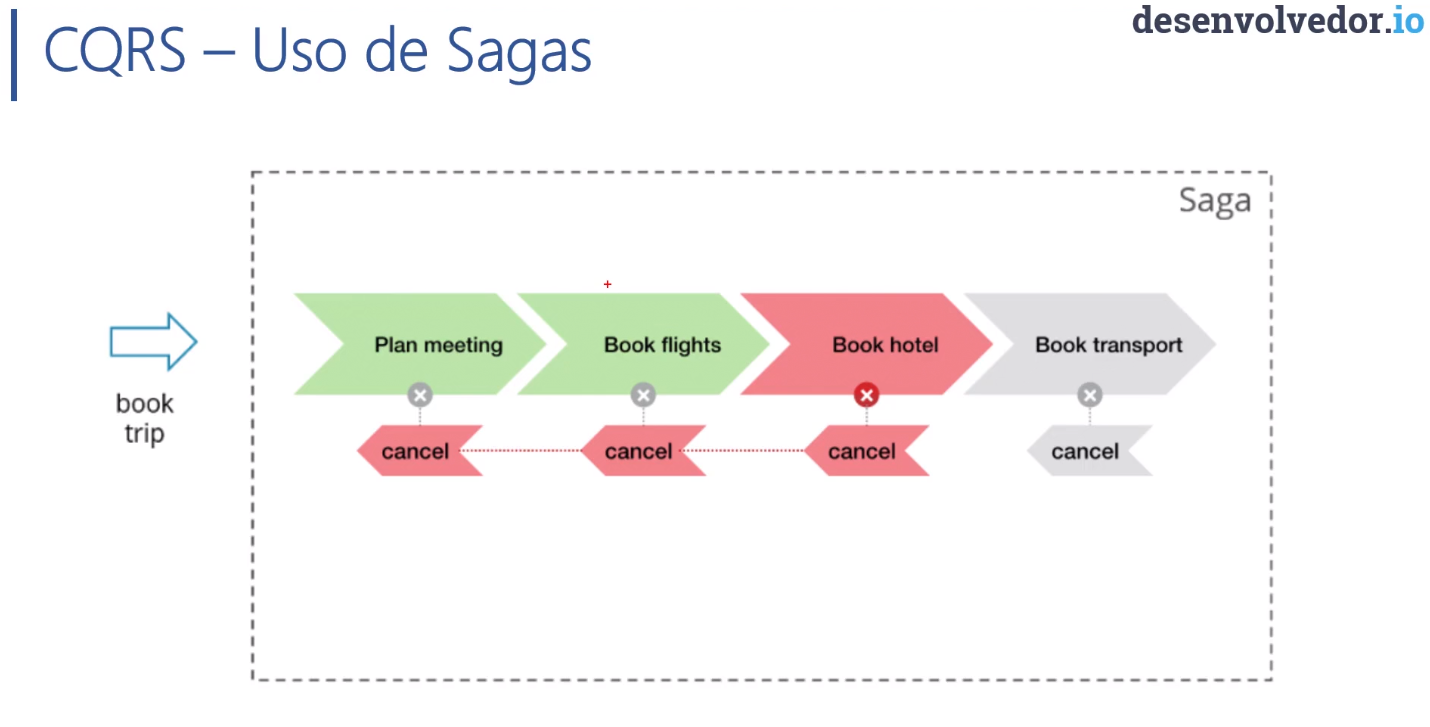 CQRS – Uso de Sagas
desenvolvedor.io
Saga
book
trip
Plan meeting
Book flights
Book hotel
Book transport
cancel
cancel
cancel
cancel